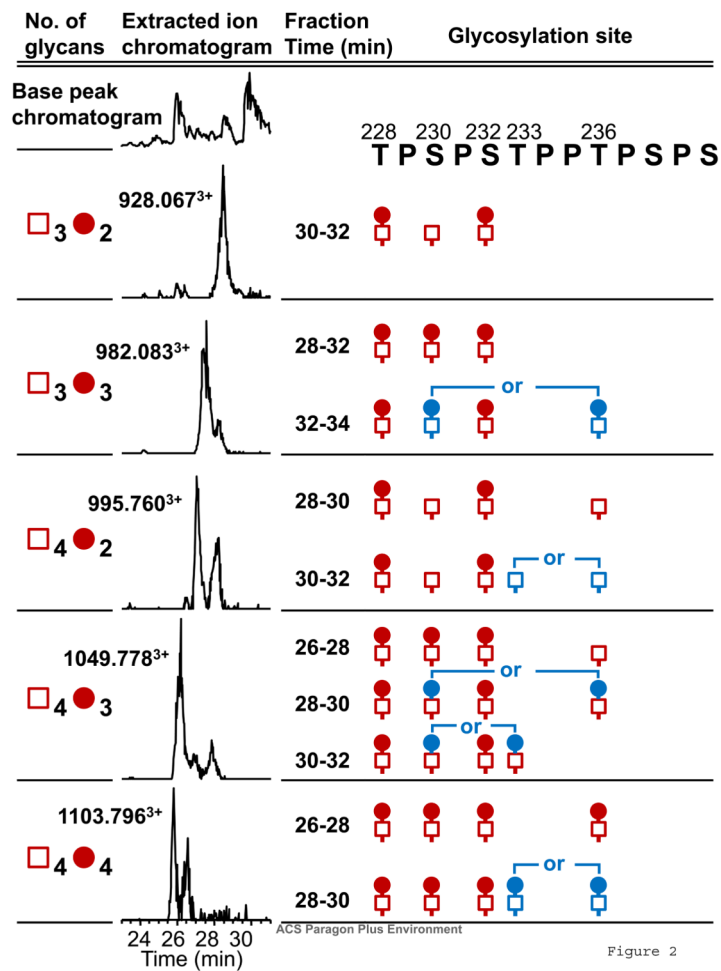 No. of glycans Extracted ion chromatogram Fraction Time (min) Glycosylation site
Base peak chromatogram
228 230 232 233 236
T P S P S T P P T P S P S
3 2 928.0673+ 30-32
3 3 982.0833+ 28-32
or
32-34
4 2 995.7603+ 28-30
or
30-32
4 3 1049.7783+ 26-28
or
28-30
or
30-32
4 4 1103.7963+ 26-28
or
28-30
24 26 28 30
Time (min)
ACS Paragon Plus Environment
Figure 2